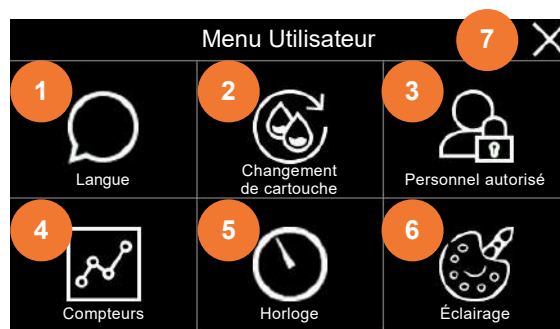 Menu Utilisateur
7
1
Langue
2
Changement
de cartouche
3
Personnel autorisé
4
Compteurs
5
Horloge
6
Éclairage